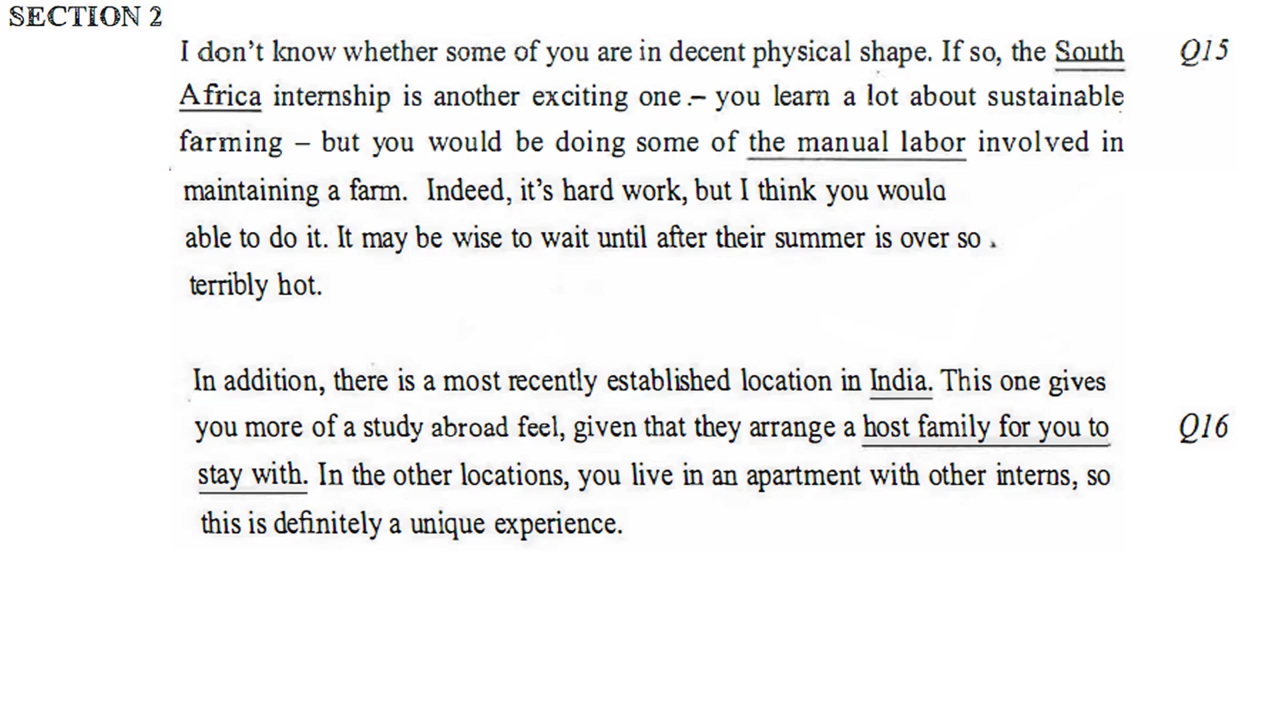 SECTION 2
I don't know whether some of you are in decent physical shape. If so, the South Q15
Africa internship is another exciting one – you learn a lot about sustainable
farming – but you would be doing some of the manual labor involved in
maintaining a farm. Indeed, it's hard work, but I think you would
able to do it. It may be wise to wait until after their summer is over so
terribly hot.
In addition, there is a most recently established location in India. This one gives
you more of a study abroad feel, given that they arrange a host family for you to Q16
stay with. In the other locations, you live in an apartment with other interns, so
this is definitely a unique experience.